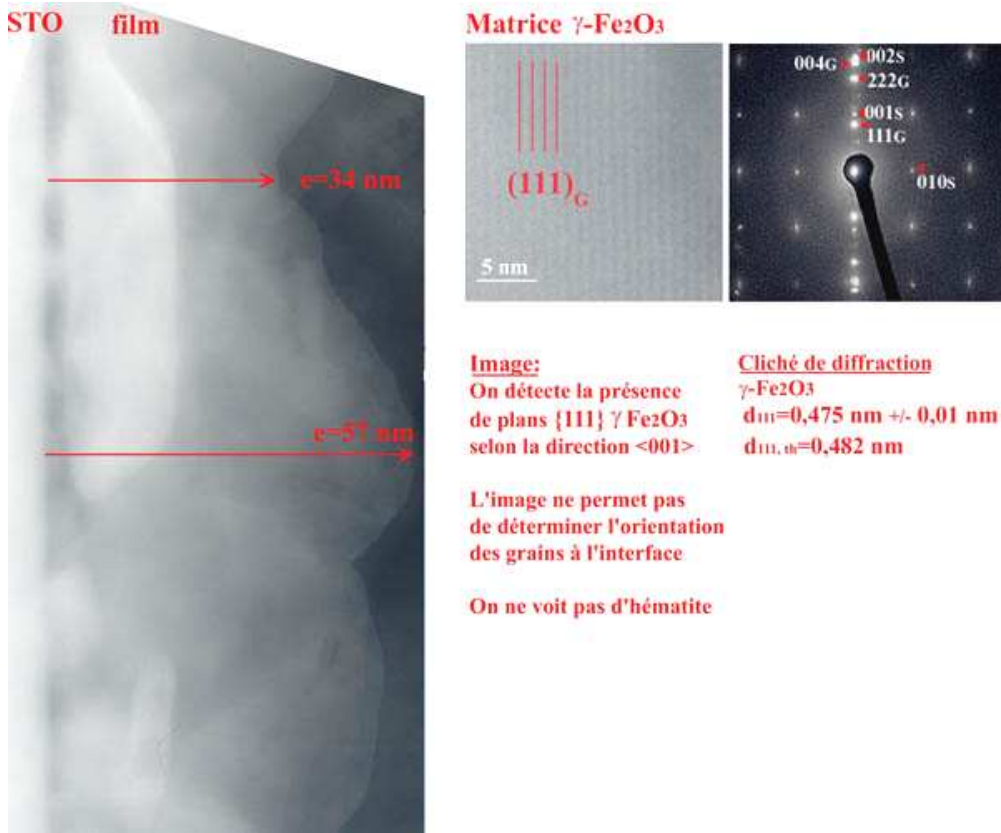 STO film
e=34 nm
e=57 nm
Matrice γ-Fe2O3
(111)G
5 nm
002S
004G
222G
001S
111G
010S
Image:
On détecte la présence
de plans {111} γ Fe2O3
selon la direction <001>
L'image ne permet pas
de déterminer l'orientation
des grains à l'interface
On ne voit pas d'hématite
Cliché de diffraction
γ-Fe2O3
d111=0,475 nm +/- 0,01 nm
d111, th=0,482 nm